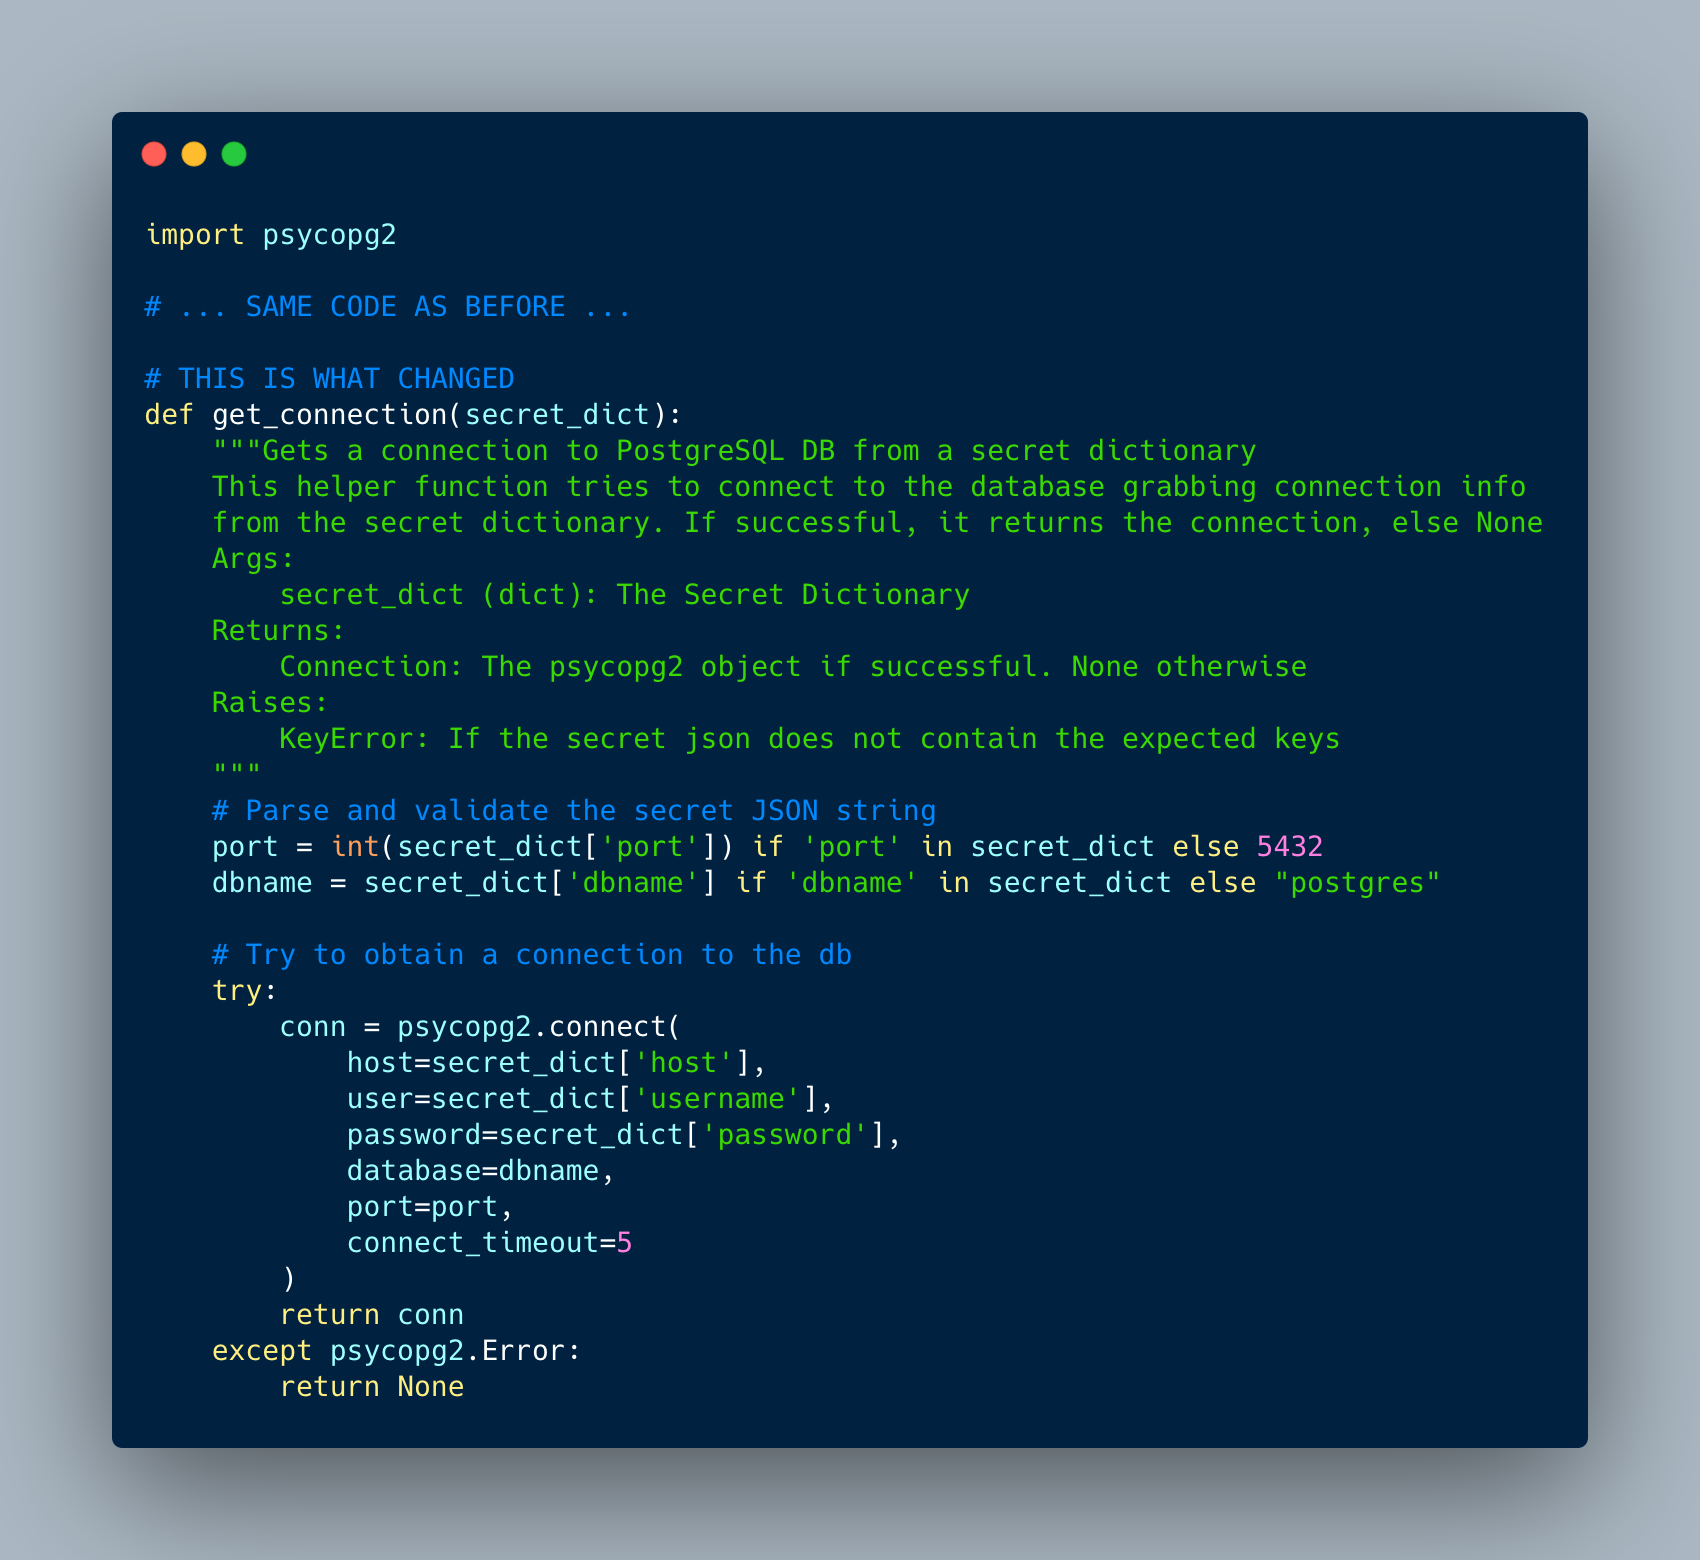 import psycopg2
# ... SAME CODE AS BEFORE ...
# THIS IS WHAT CHANGED
def get_connection(secret_dict):
    """Gets a connection to PostgreSQL DB from a secret dictionary
    This helper function tries to connect to the database grabbing connection info
    from the secret dictionary. If successful, it returns the connection, else None
    Args:
        secret_dict (dict): The Secret Dictionary
    Returns:
        Connection: The psycopg2 object if successful. None otherwise
    Raises:
        KeyError: If the secret json does not contain the expected keys
    """
    # Parse and validate the secret JSON string
    port = int(secret_dict['port']) if 'port' in secret_dict else 5432
    dbname = secret_dict['dbname'] if 'dbname' in secret_dict else "postgres"
    # Try to obtain a connection to the db
    try:
        conn = psycopg2.connect(
            host=secret_dict['host'],
            user=secret_dict['username'],
            password=secret_dict['password'],
            database=dbname,
            port=port,
            connect_timeout=5
        )
        return conn
    except psycopg2.Error:
        return None